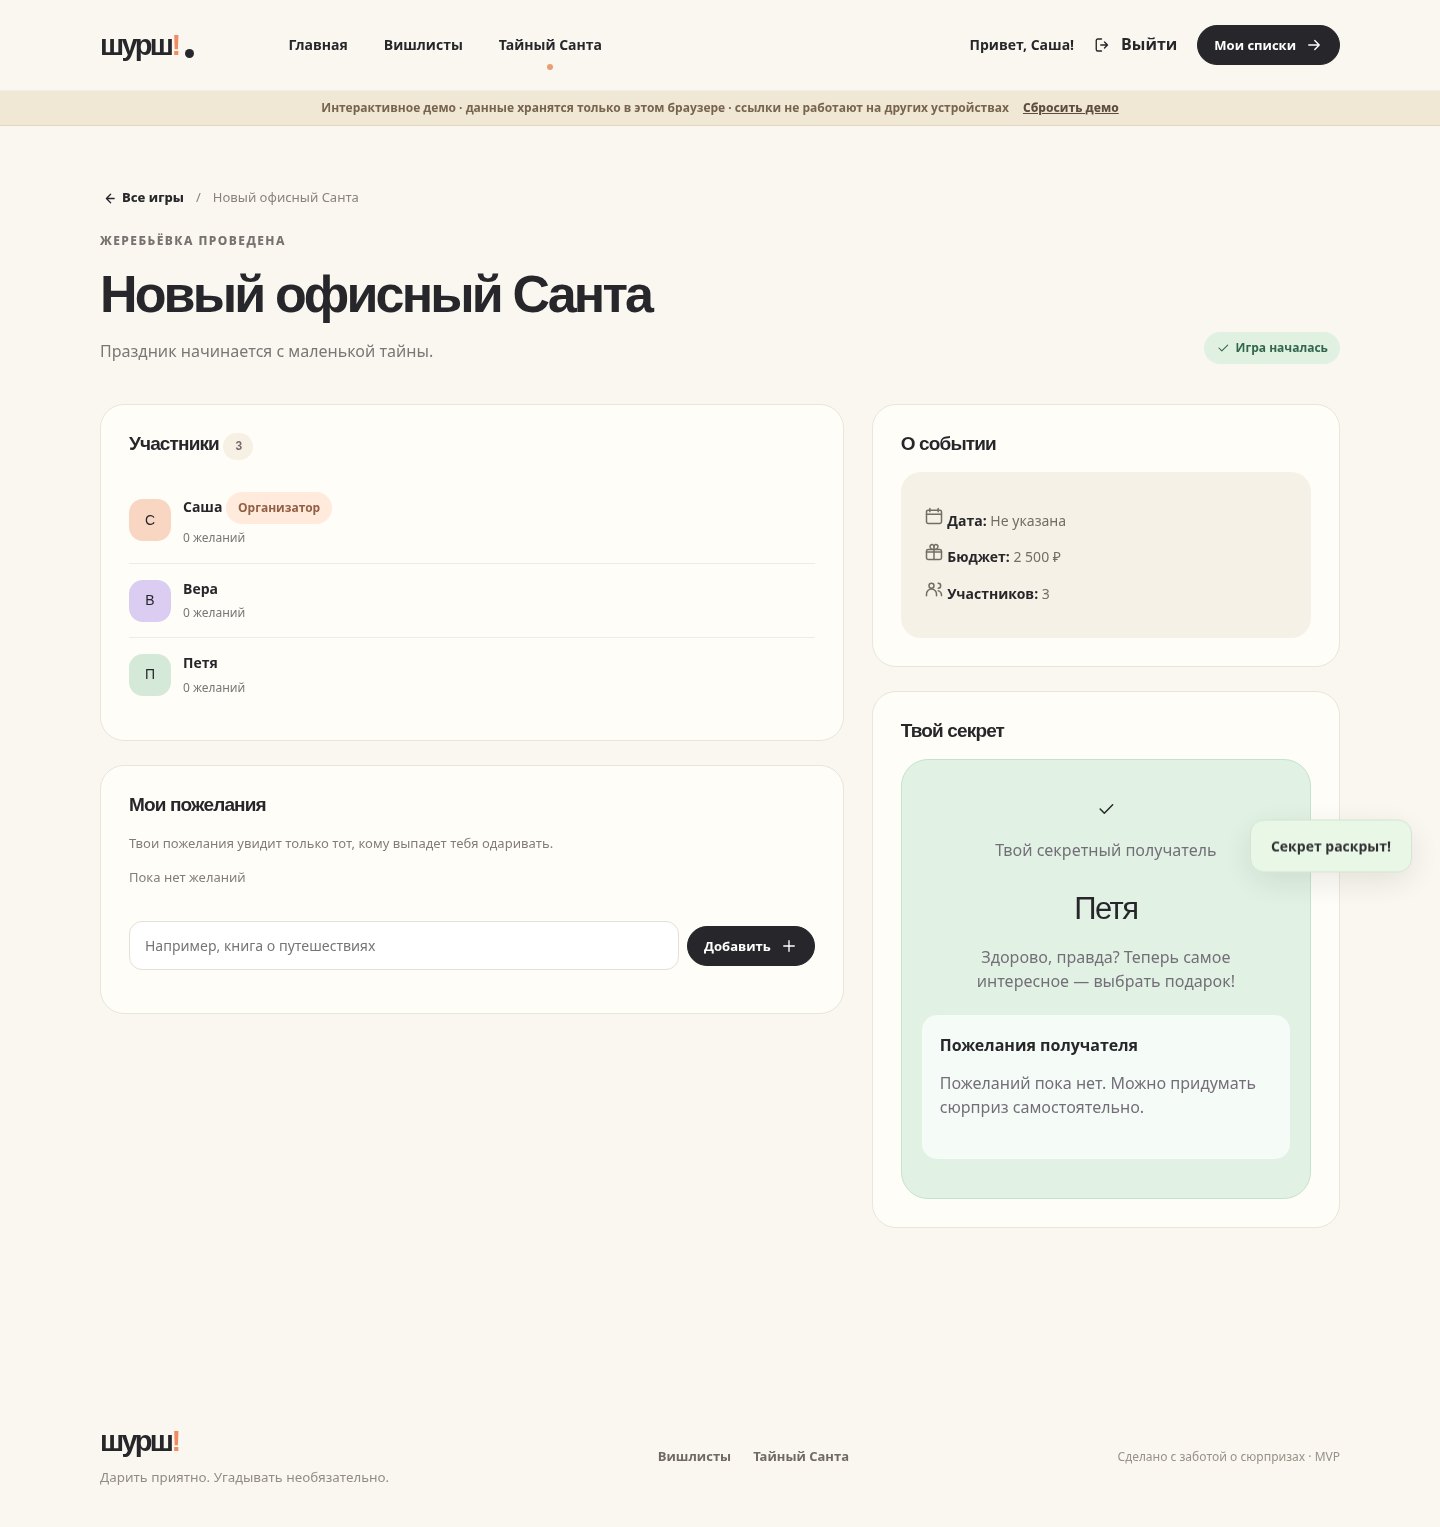 шурш!
Главная
Вишлисты
Тайный Санта
Привет, Саша!
Выйти
Мои списки
Интерактивное демо · данные хранятся только в этом браузере · ссылки не работают на других устройствах
Сбросить демо
Все игры / Новый офисный Санта
ЖЕРЕБЬЁВКА ПРОВЕДЕНА
Новый офисный Санта
Праздник начинается с маленькой тайны.
Игра началась
Участники 3
С
Саша Организатор
0 желаний
В
Вера
0 желаний
П
Петя
0 желаний
Мои пожелания
Твои пожелания увидит только тот, кому выпадет тебя одаривать.
Пока нет желаний
Например, книга о путешествиях
Добавить
О событии
Дата: Не указана
Бюджет: 2 500 ₽
Участников: 3
Твой секрет
Твой секретный получатель
Секрет раскрыт!
Петя
Здорово, правда? Теперь самое
интересное — выбрать подарок!
Пожелания получателя
Пожеланий пока нет. Можно придумать
сюрприз самостоятельно.
шурш!
Дарить приятно. Угадывать необязательно.
Вишлисты
Тайный Санта
Сделано с заботой о сюрпризах · MVP